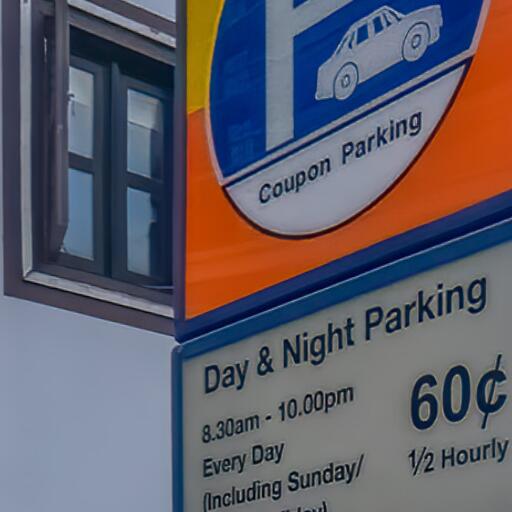 Coupon Parking
Day & Night Parking
8.30am - 10.00pm
60¢
Every Day
½ Hourly
(Including Sunday/